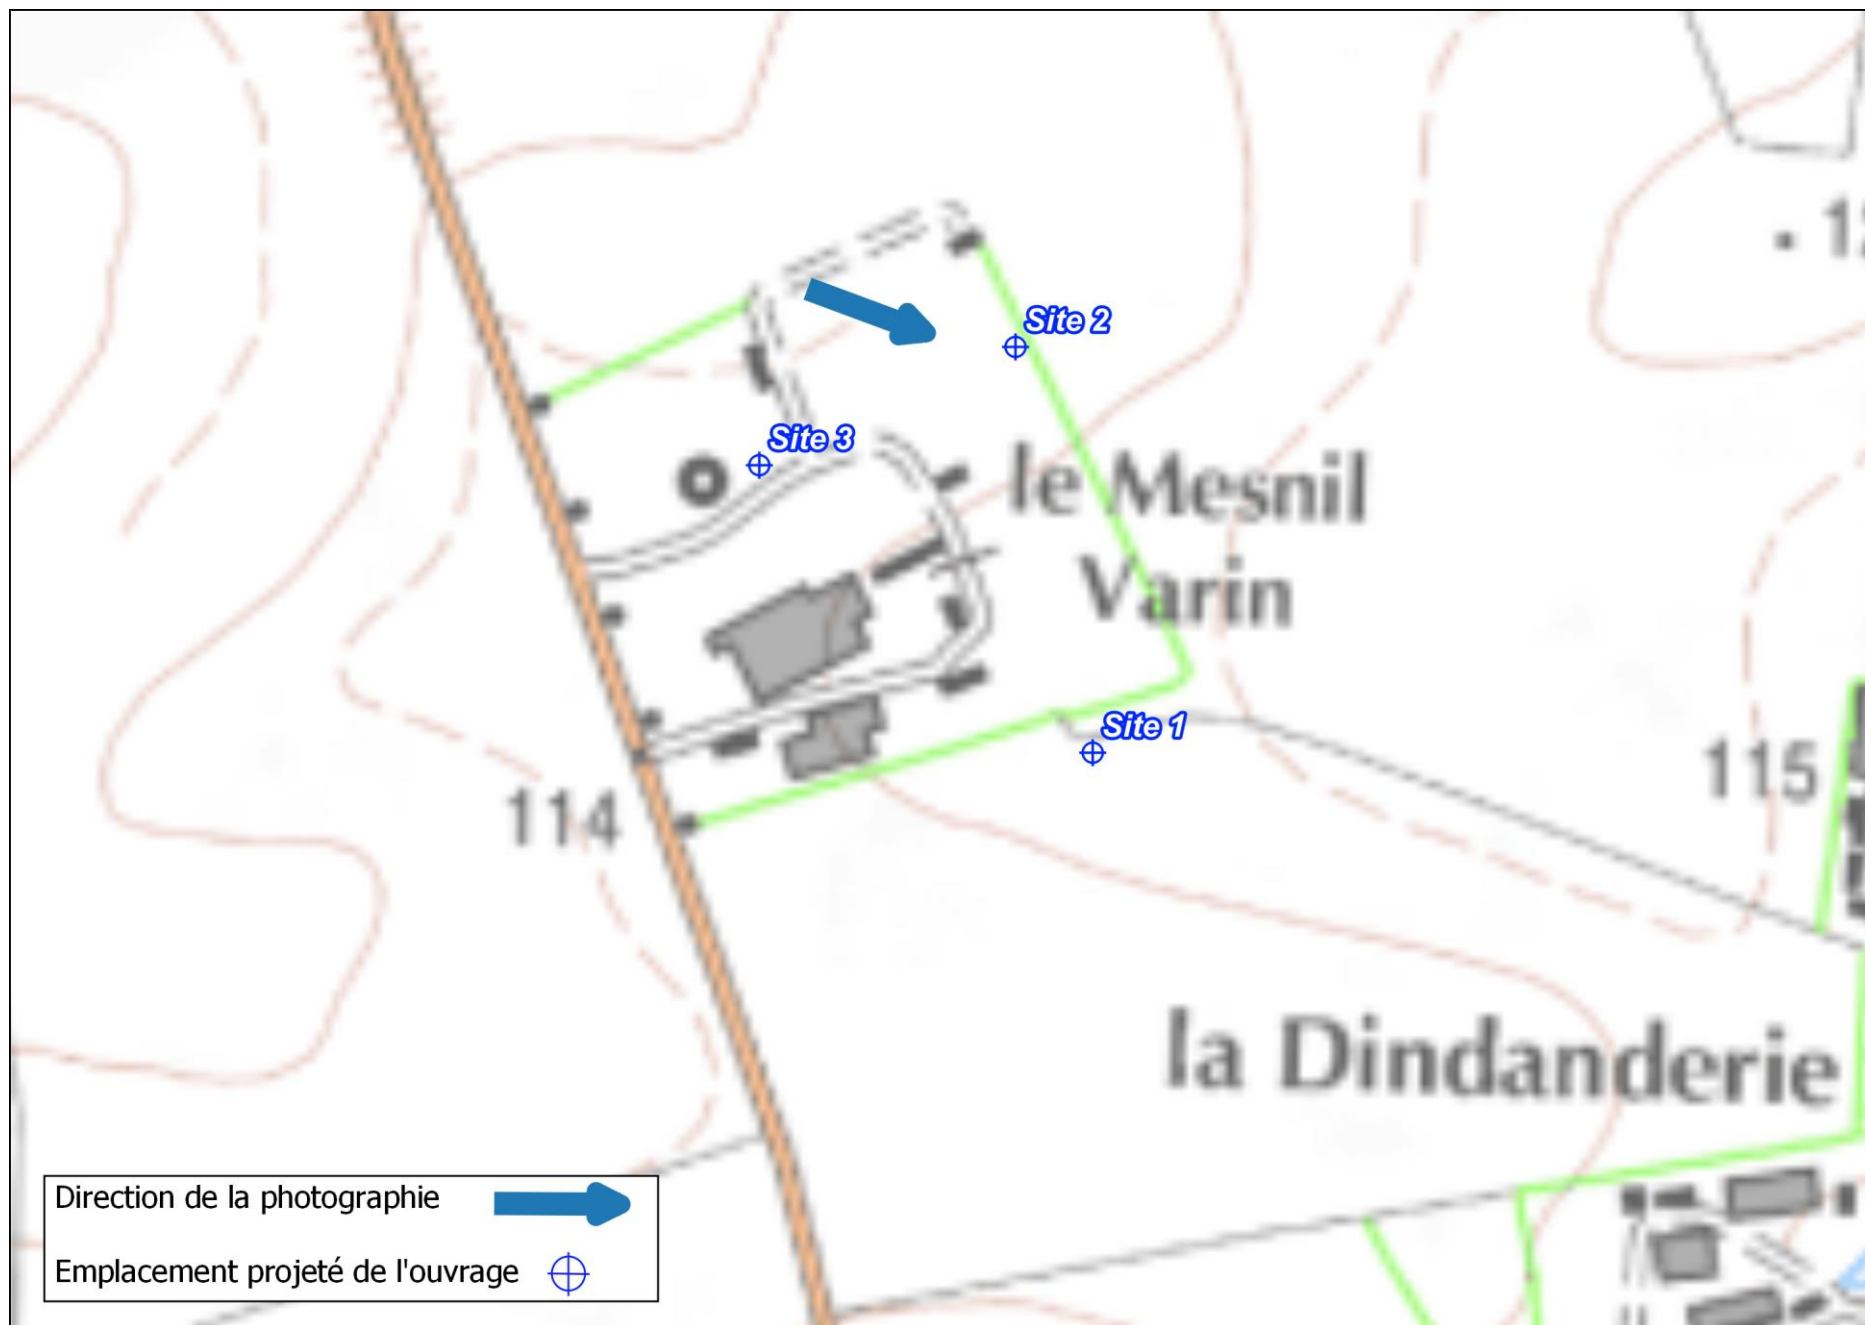 Site 2
Site 3
le Mesnil
Varin
Site 1
115
114
la Dindanderie
Direction de la photographie
Emplacement projeté de l'ouvrage